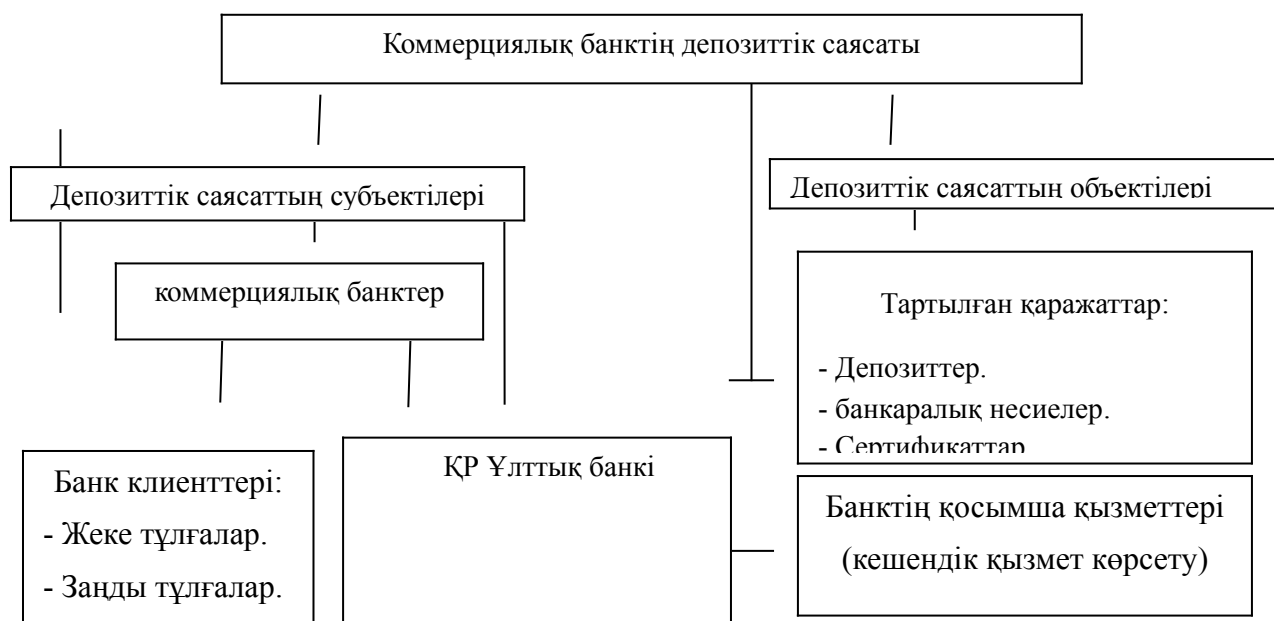 Коммерциялық банктің депозиттік саясаты
Депозиттік саясаттың субъектілері
Депозиттік саясаттың объектілері
коммерциялық банктер
Тартылған қаражаттар:
- Депозиттер.
- банкаралық несиелер.
- Сертификаттар
Банк клиенттері:
- Жеке тұлғалар.
- Заңды тұлғалар.
ҚР Ұлттық банкі
Банктің қосымша қызметтері
(кешендік қызмет көрсету)